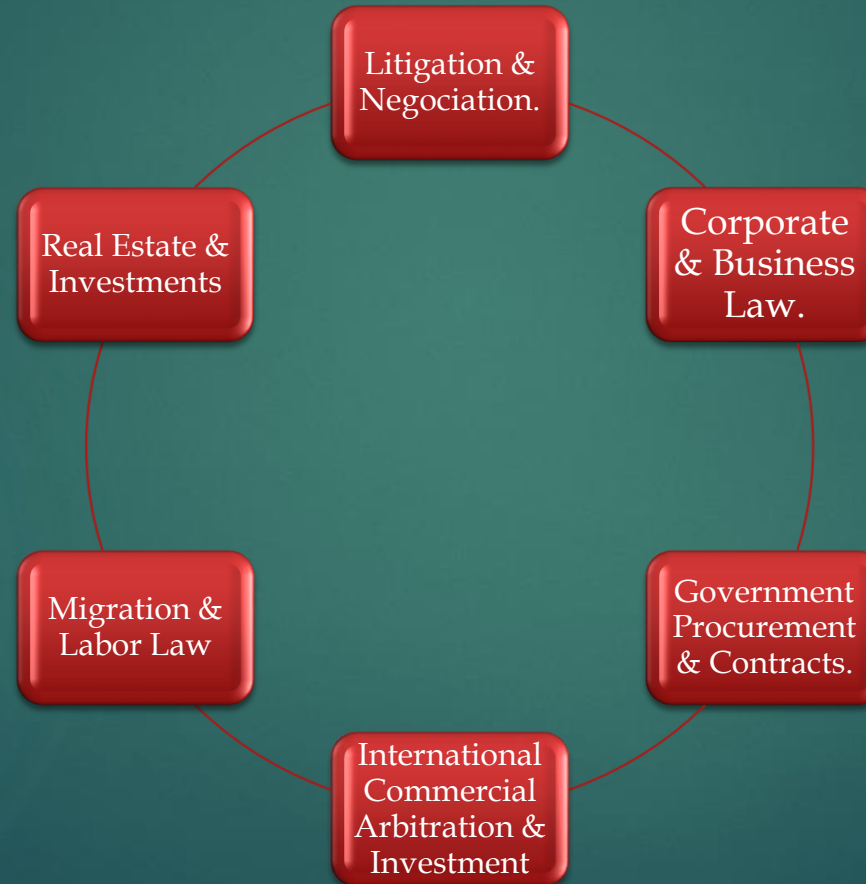 Litigation &
Negociation.
Corporate
& Business
Law.
Government
Procurement
& Contracts.
International
Commercial
Arbitration &
Investment
Migration &
Labor Law
Real Estate &
Investments